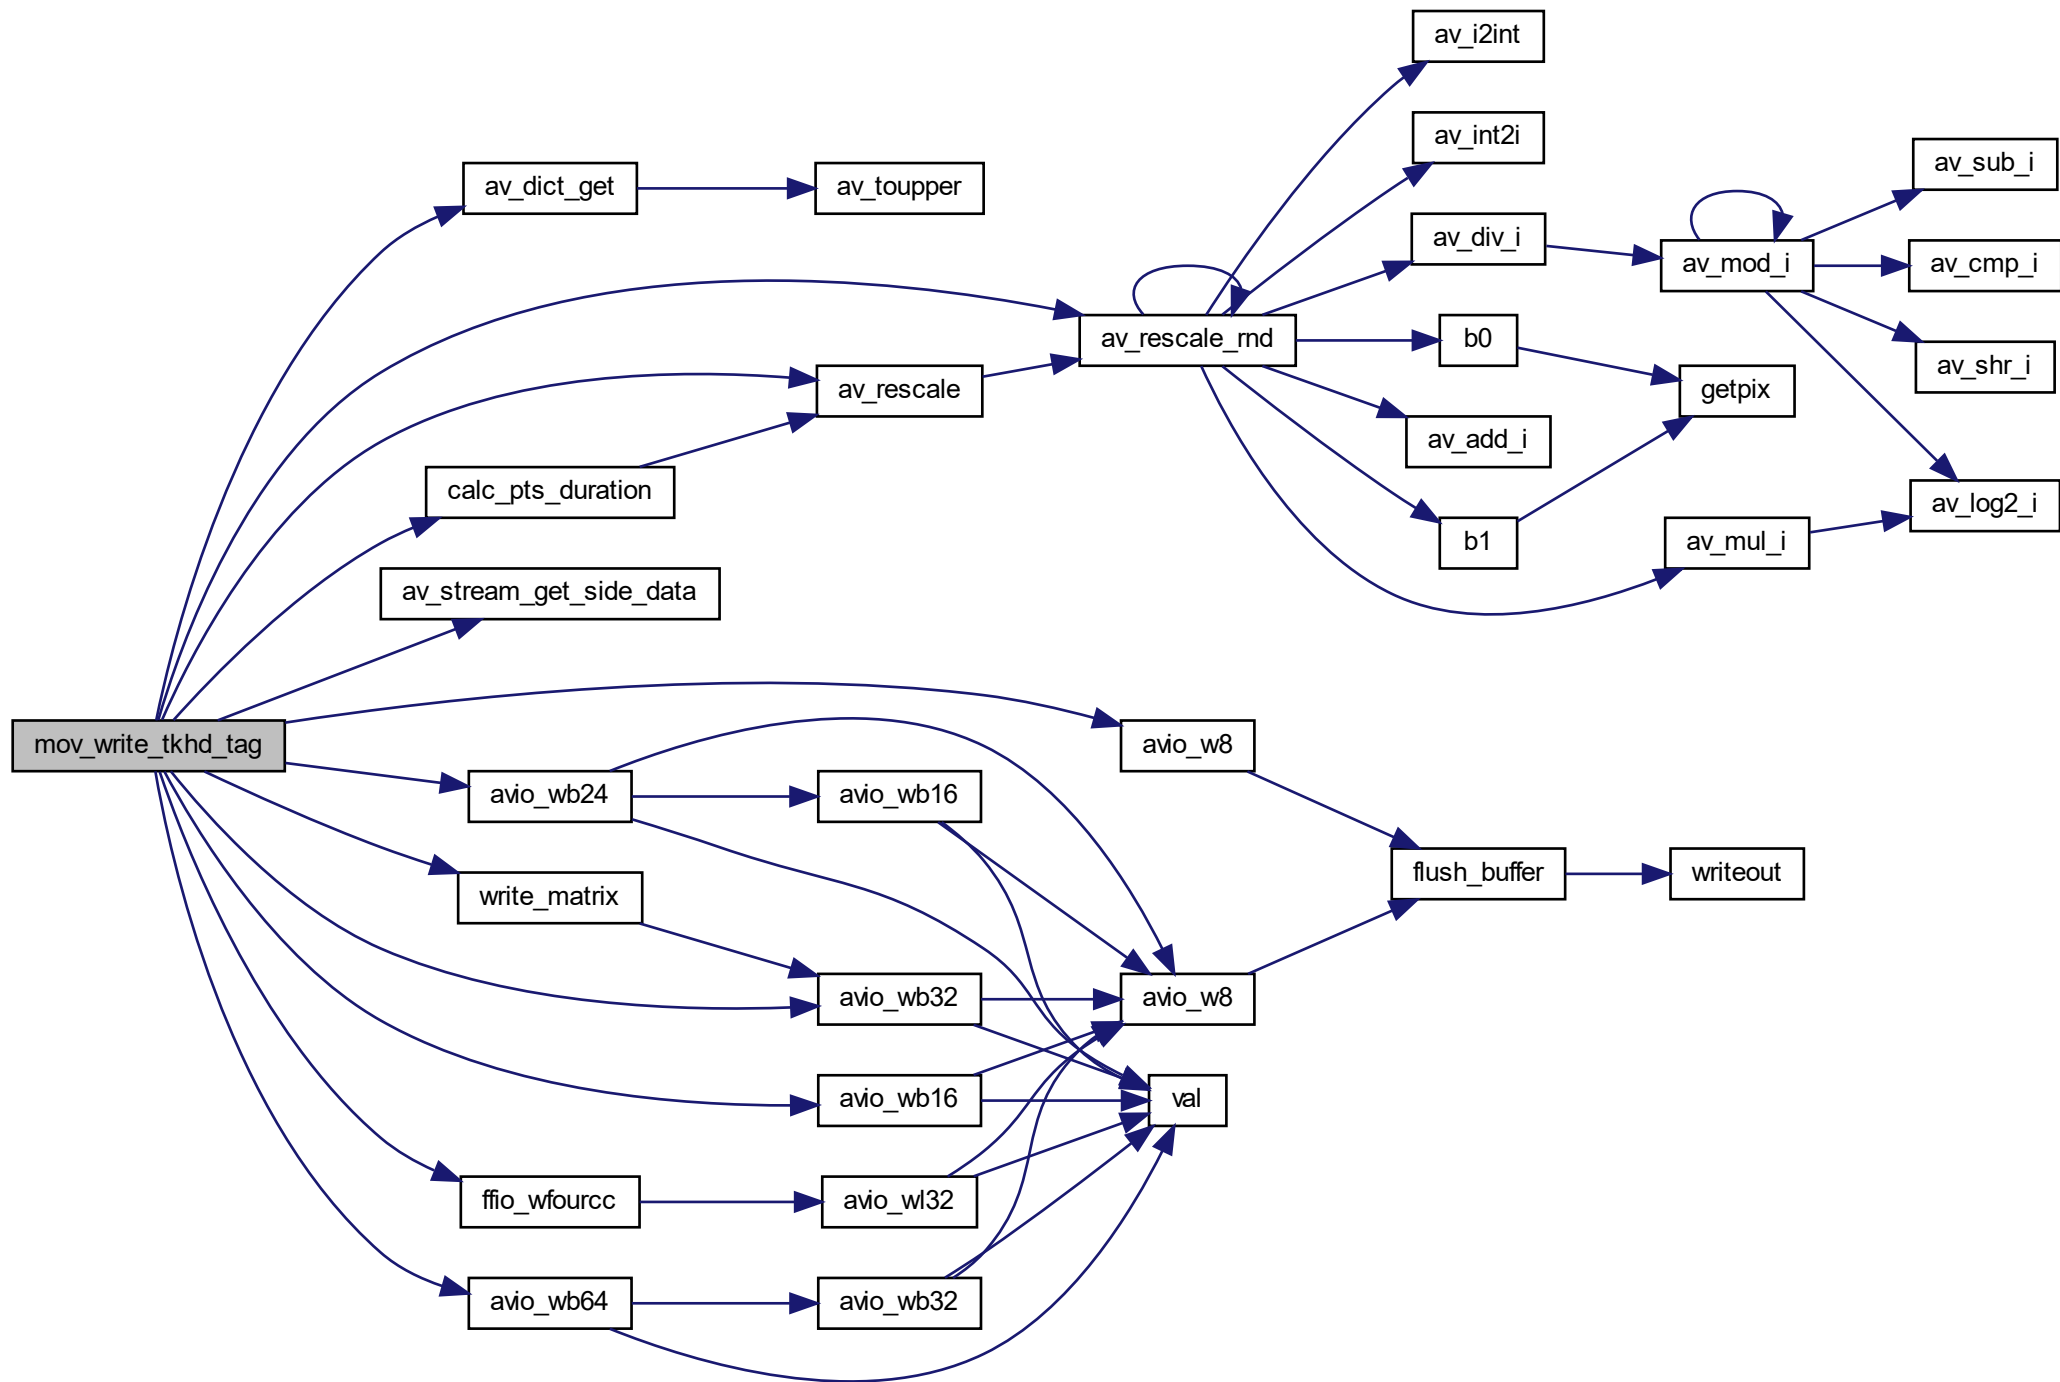 av_i2int
av_int2i
av_sub_i
av_dict_get
av_toupper
av_div_i
av_mod_i
av_cmp_i
av_rescale_rnd
b0
av_shr_i
av_rescale
getpix
av_add_i
calc_pts_duration
av_log2_i
b1
av_mul_i
av_stream_get_side_data
mov_write_tkhd_tag
avio_w8
avio_wb24
avio_wb16
flush_buffer
writeout
write_matrix
avio_wb32
avio_w8
avio_wb16
val
ffio_wfourcc
avio_wl32
avio_wb64
avio_wb32